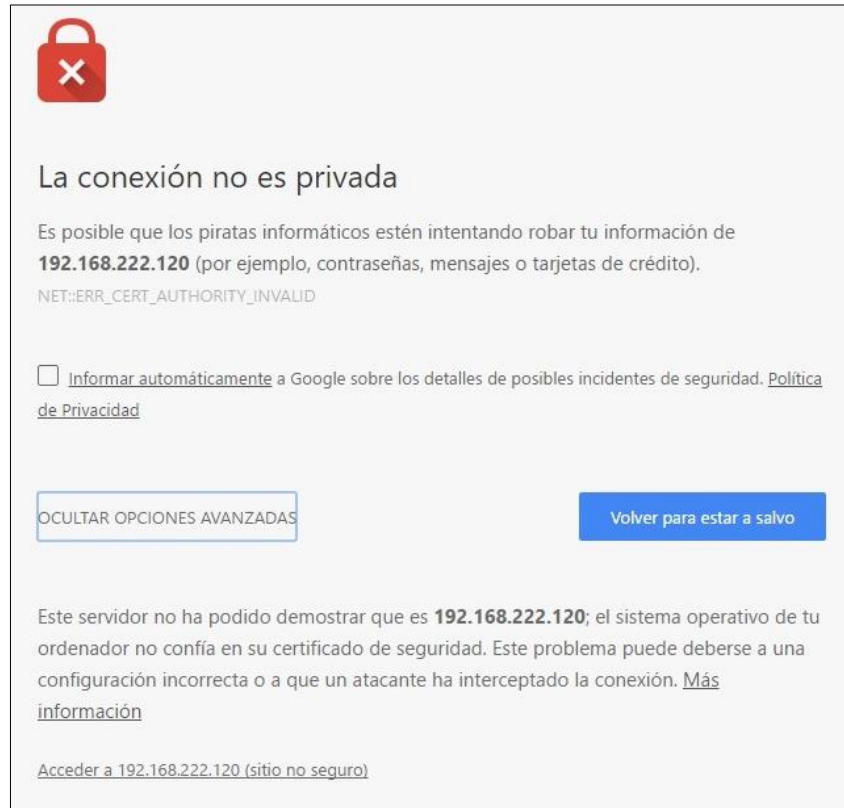 La conexión no es privada
Es posible que los piratas informáticos estén intentando robar tu información de
192.168.222.120 (por ejemplo, contraseñas, mensajes o tarjetas de crédito).
NET::ERR_CERT_AUTHORITY_INVALID
Informar automáticamente a Google sobre los detalles de posibles incidentes de seguridad. Política
de Privacidad
OCULTAR OPCIONES AVANZADAS
Volver para estar a salvo
Este servidor no ha podido demostrar que es 192.168.222.120; el sistema operativo de tu
ordenador no confía en su certificado de seguridad. Este problema puede deberse a una
configuración incorrecta o a que un atacante ha interceptado la conexión. Más
información
Acceder a 192.168.222.120 (sitio no seguro)